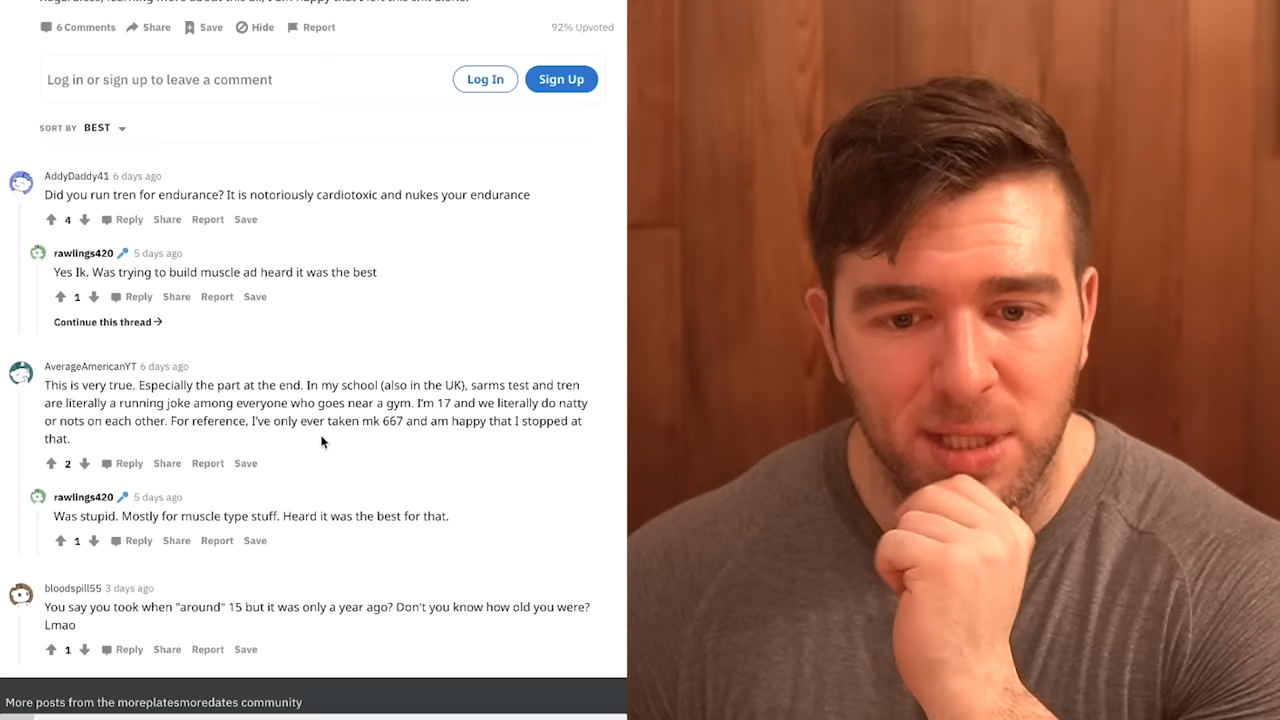 6 Comments Share Save Hide Report 92% Upvoted
Log in or sign up to leave a comment Log In Sign Up
SORT BY BEST
AddyDaddy41 6 days ago
Did you run tren for endurance? It is notoriously cardiotoxic and nukes your endurance
4 Reply Share Report Save
rawlings420 5 days ago
Yes Ik. Was trying to build muscle ad heard it was the best
1 Reply Share Report Save
Continue this thread
AverageAmericanYT 6 days ago
This is very true. Especially the part at the end. In my school (also in the UK), sarms test and tren
are literally a running joke among everyone who goes near a gym. I'm 17 and we literally do natty
or nots on each other. For reference, I've only ever taken mk 667 and am happy that I stopped at
that.
2 Reply Share Report Save
rawlings420 5 days ago
Was stupid. Mostly for muscle type stuff. Heard it was the best for that.
1 Reply Share Report Save
bloodspill55 3 days ago
You say you took when "around" 15 but it was only a year ago? Don't you know how old you were?
Lmao
1 Reply Share Report Save
More posts from the moreplatesmoredates community